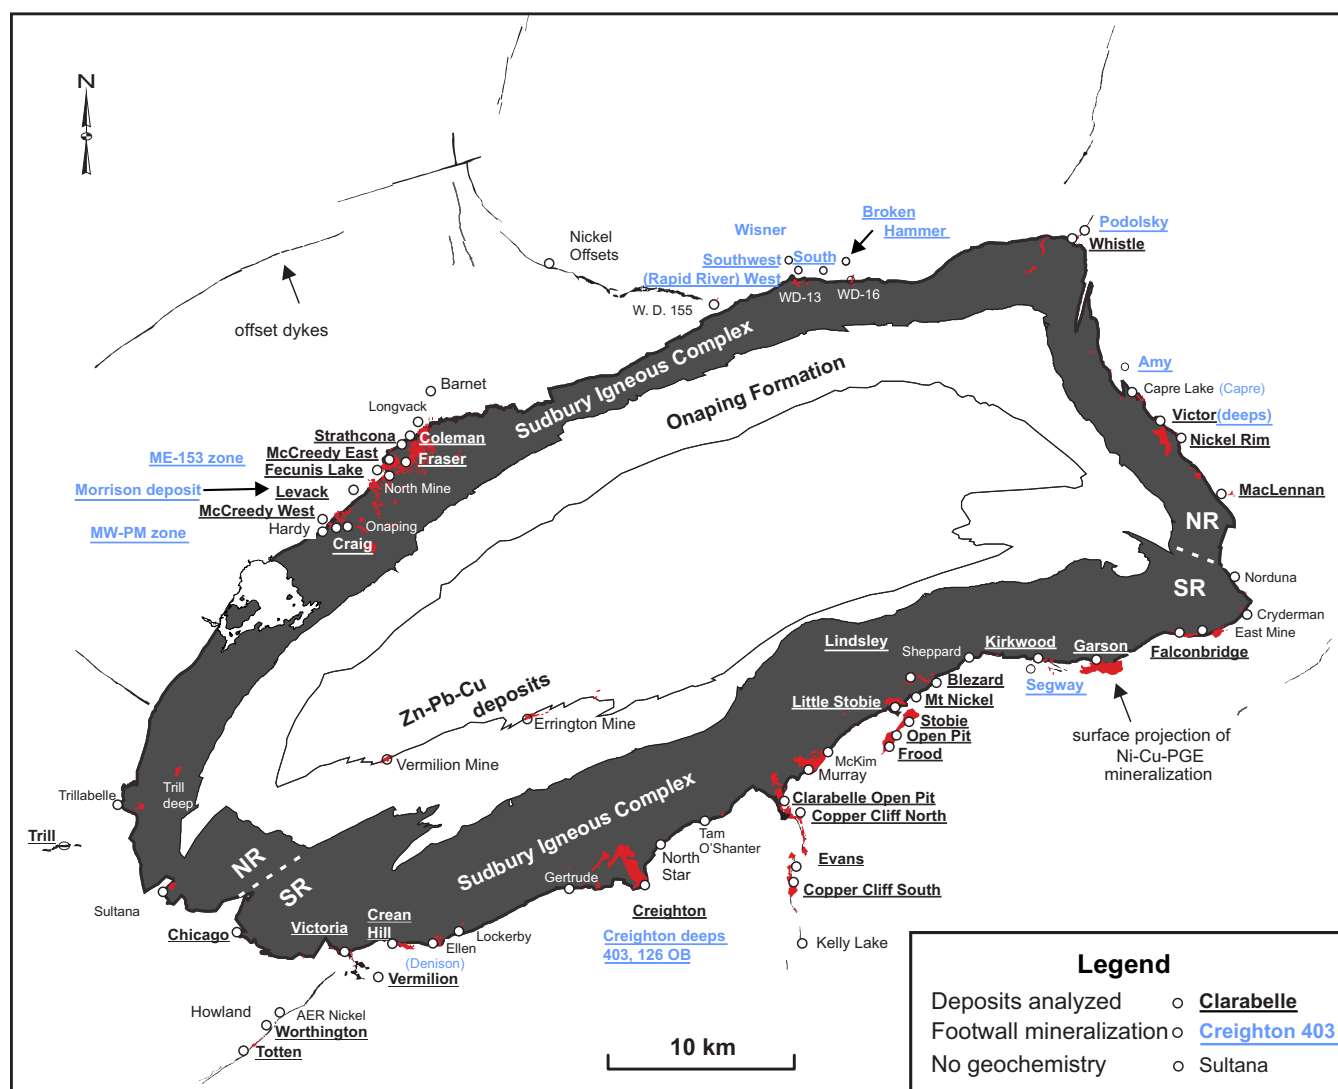 N
Broken
Hammer
Wisner
Podolsky
Whistle
Nickel
Offsets
Southwest
South
(Rapid River) West
WD-13
WD-16
W. D. 155
offset dykes
Sudbury Igneous Complex
Onaping Formation
Amy
Capre Lake (Capre)
Barnet
Longvack
Strathcona
Coleman
McCreedy East
Fraser
ME-153 zone
Fecunis Lake
North Mine
Morrison deposit
Levack
McCreedy West
Hardy
Onaping
MW-PM zone
Craig
Victor(deeps)
Nickel Rim
MacLennan
NR
SR
Norduna
Cryderman
East Mine
Falconbridge
Lindsley
Sheppard
Kirkwood
Garson
Blezard
Segway
Little Stobie
Mt Nickel
Stobie
Open Pit
Frood
surface projection of
Ni-Cu-PGE
mineralization
Zn-Pb-Cu
deposits
Errington Mine
Vermilion Mine
McKim
Murray
Trillabelle
Trill
deep
Clarabelle Open Pit
Copper Cliff North
Trill
Tam
O'Shanter
North
Star
Evans
Copper Cliff South
Sudbury Igneous Complex
NR
SR
Sultana
Gertrude
Creighton
Chicago
Victoria
Crean
Hill
Lockerby
Ellen
(Denison)
Creighton deeps
403, 126 OB
Kelly Lake
Vermilion
Howland
AER Nickel
Worthington
Totten
10 km
Legend
Deposits analyzed Clarabelle
Footwall mineralization Creighton 403
No geochemistry Sultana